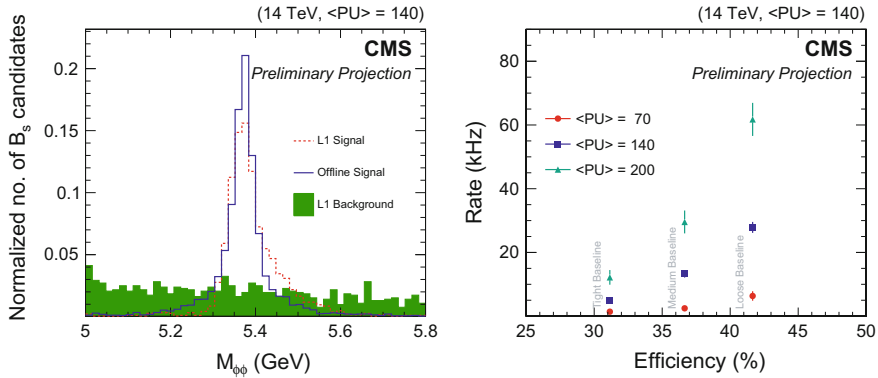 (14 TeV, <PU> = 140)
CMS
Preliminary Projection
Normalized no. of B_s candidates
0.2
0.15
0.1
0.05
L1 Signal
Offline Signal
L1 Background
5 5.2 5.4 5.6 5.8
M_ϕϕ (GeV)
(14 TeV, <PU> = 140)
CMS
Preliminary Projection
Rate (kHz)
80
60
40
20
<PU> = 70
<PU> = 140
<PU> = 200
Tight Baseline
Medium Baseline
Loose Baseline
25 30 35 40 45 50
Efficiency (%)